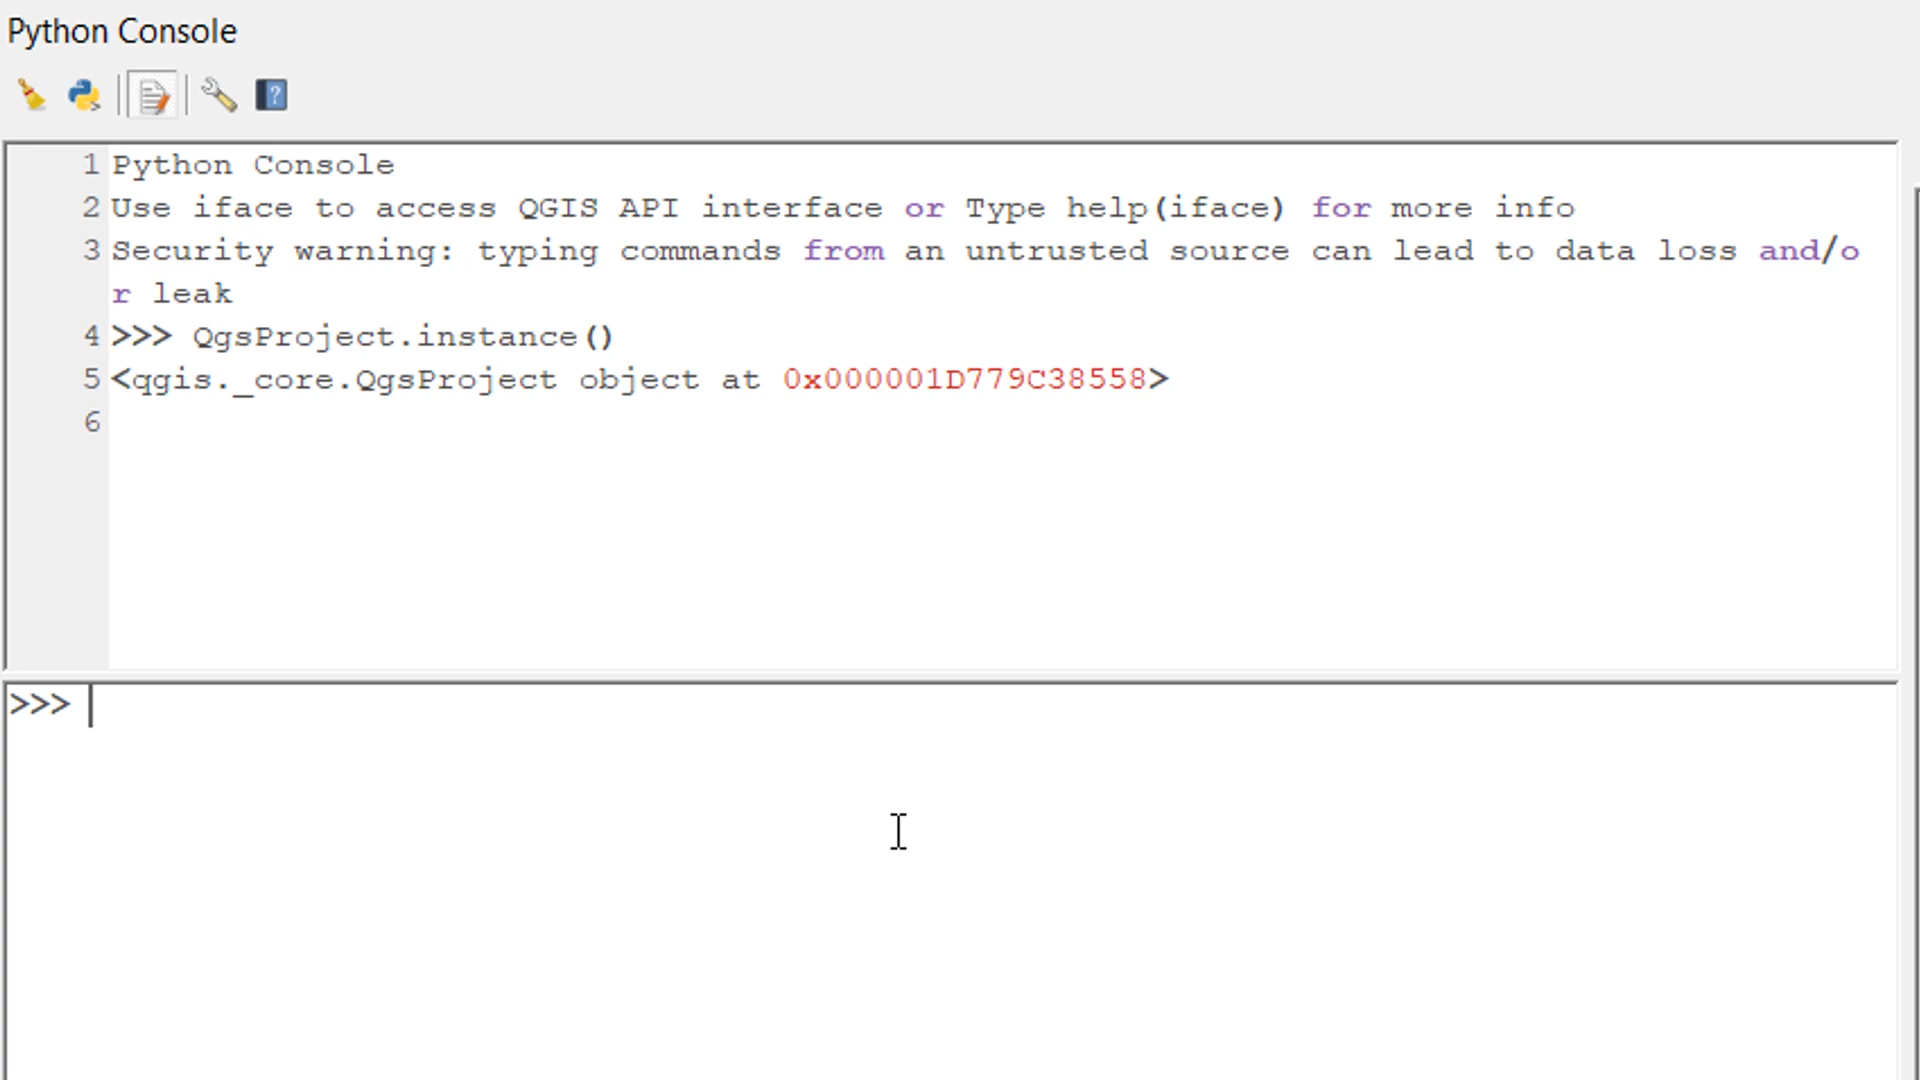 Python Console
1 Python Console
2 Use iface to access QGIS API interface or Type help(iface) for more info
3 Security warning: typing commands from an untrusted source can lead to data loss and/o
r leak
4 >>> QgsProject.instance()
5 <qgis._core.QgsProject object at 0x000001D779C38558>
6
>>>